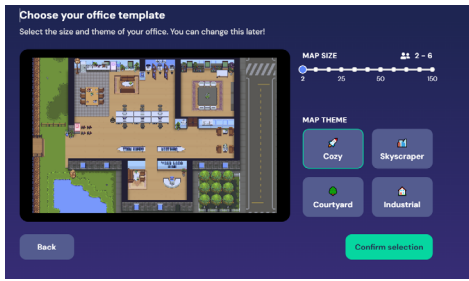 Choose your office template
Select the size and theme of your office. You can change this later!
MAP SIZE
2 - 6
2 25 50 150
MAP THEME
Cozy
Skyscraper
Courtyard
Industrial
Back
Confirm selection